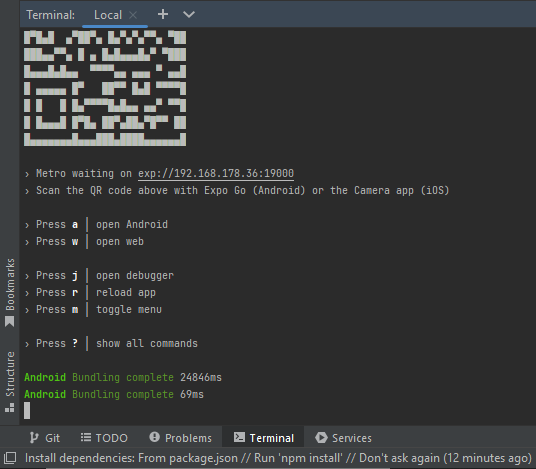 Terminal: Local
› Metro waiting on exp://192.168.178.36:19000
› Scan the QR code above with Expo Go (Android) or the Camera app (iOS)
› Press a │ open Android
› Press w │ open web
› Press j │ open debugger
› Press r │ reload app
› Press m │ toggle menu
› Press ? │ show all commands
Android Bundling complete 24846ms
Android Bundling complete 69ms
Bookmarks
Structure
Git TODO Problems Terminal Services
Install dependencies: From package.json // Run 'npm install' // Don't ask again (12 minutes ago)